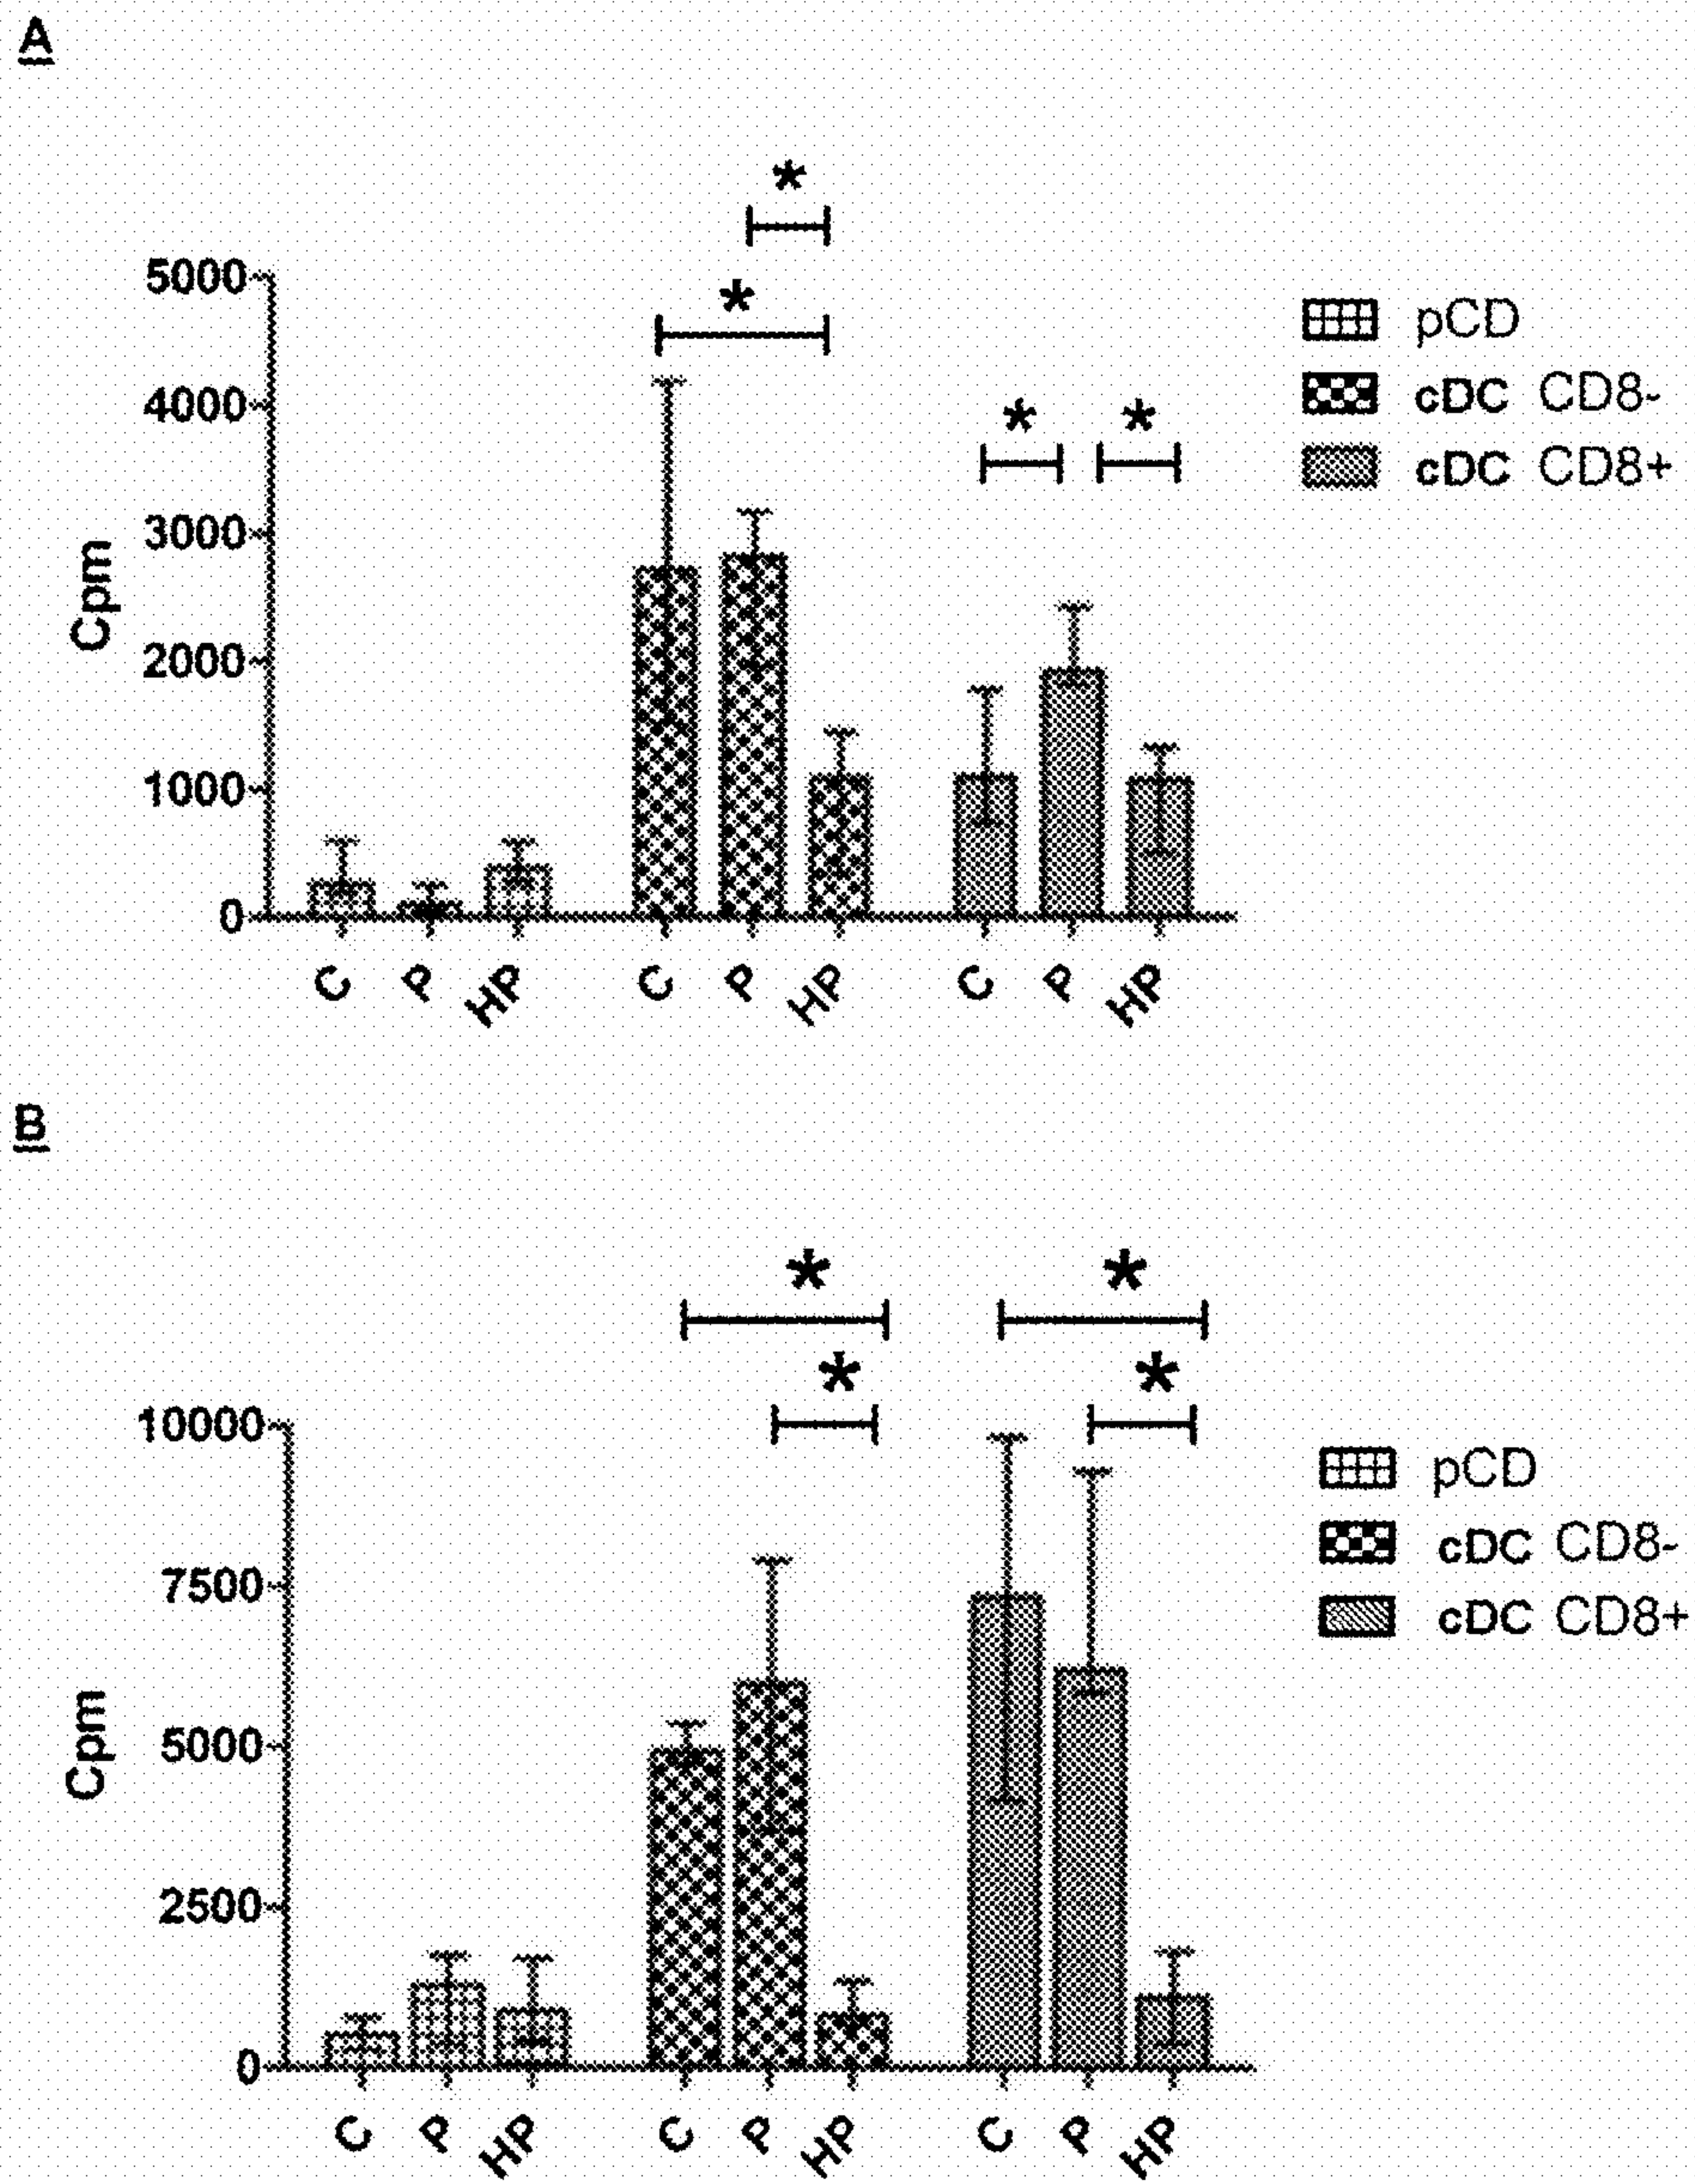 A
*
*
5000
4000
3000
2000
1000
0
Cpm
* *
pCD
cDC CD8-
cDC CD8+
C P HP C P HP C P HP
B
* *
* *
10000
7500
5000
2500
0
Cpm
pCD
cDC CD8-
cDC CD8+
C P HP C P HP C P HP